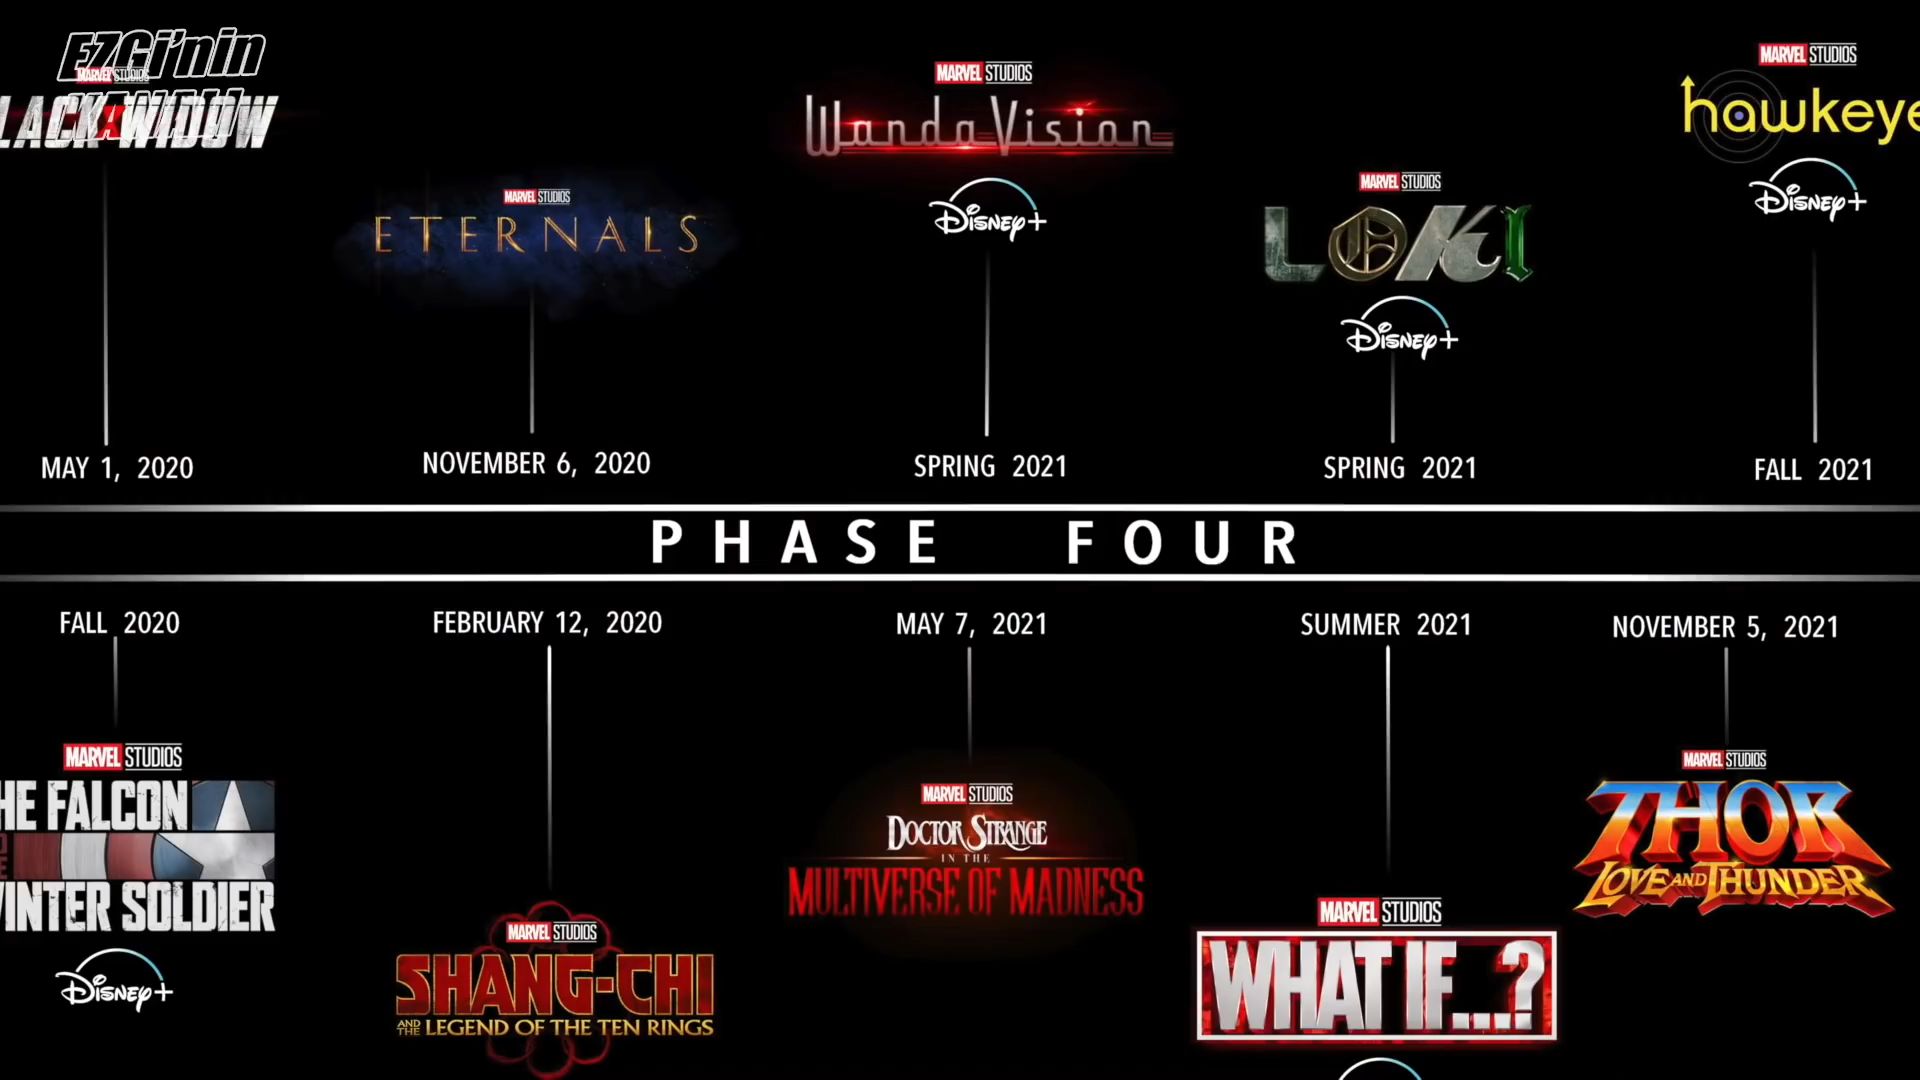 EZGi'nin
KANALI
MARVEL STUDIOS
LACK WIDOW
MAY 1, 2020
MARVEL STUDIOS
ETERNALS
NOVEMBER 6, 2020
MARVEL STUDIOS
WandaVision
Disney+
SPRING 2021
MARVEL STUDIOS
LOKI
Disney+
SPRING 2021
MARVEL STUDIOS
hawkeye
Disney+
FALL 2021
PHASE FOUR
FALL 2020
MARVEL STUDIOS
HE FALCON
WINTER SOLDIER
Disney+
FEBRUARY 12, 2020
MARVEL STUDIOS
SHANG-CHI
AND THE LEGEND OF THE TEN RINGS
MAY 7, 2021
MARVEL STUDIOS
DOCTOR STRANGE
IN THE
MULTIVERSE OF MADNESS
SUMMER 2021
MARVEL STUDIOS
WHAT IF...?
NOVEMBER 5, 2021
MARVEL STUDIOS
THOR
LOVE AND THUNDER